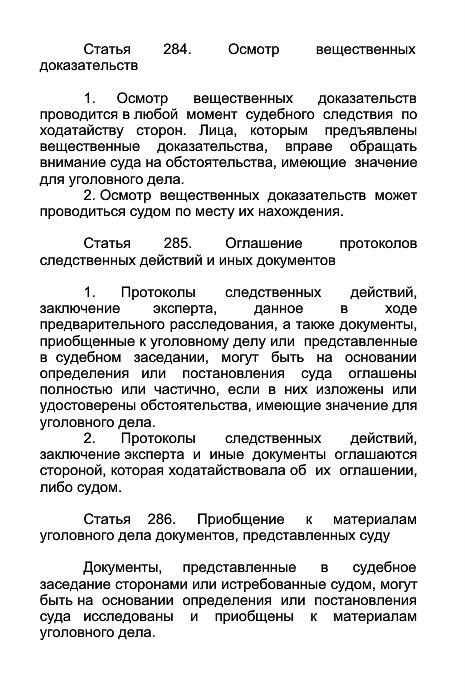 Статья 284. Осмотр вещественных
доказательств
1. Осмотр вещественных доказательств
проводится в любой момент судебного следствия по
ходатайству сторон. Лица, которым предъявлены
вещественные доказательства, вправе обращать
внимание суда на обстоятельства, имеющие значение
для уголовного дела.
2. Осмотр вещественных доказательств может
проводиться судом по месту их нахождения.
Статья 285. Оглашение протоколов
следственных действий и иных документов
1. Протоколы следственных действий,
заключение эксперта, данное в ходе
предварительного расследования, а также документы,
приобщенные к уголовному делу или представленные
в судебном заседании, могут быть на основании
определения или постановления суда оглашены
полностью или частично, если в них изложены или
удостоверены обстоятельства, имеющие значение для
уголовного дела.
2. Протоколы следственных действий,
заключение эксперта и иные документы оглашаются
стороной, которая ходатайствовала об их оглашении,
либо судом.
Статья 286. Приобщение к материалам
уголовного дела документов, представленных суду
Документы, представленные в судебное
заседание сторонами или истребованные судом, могут
быть на основании определения или постановления
суда исследованы и приобщены к материалам
уголовного дела.